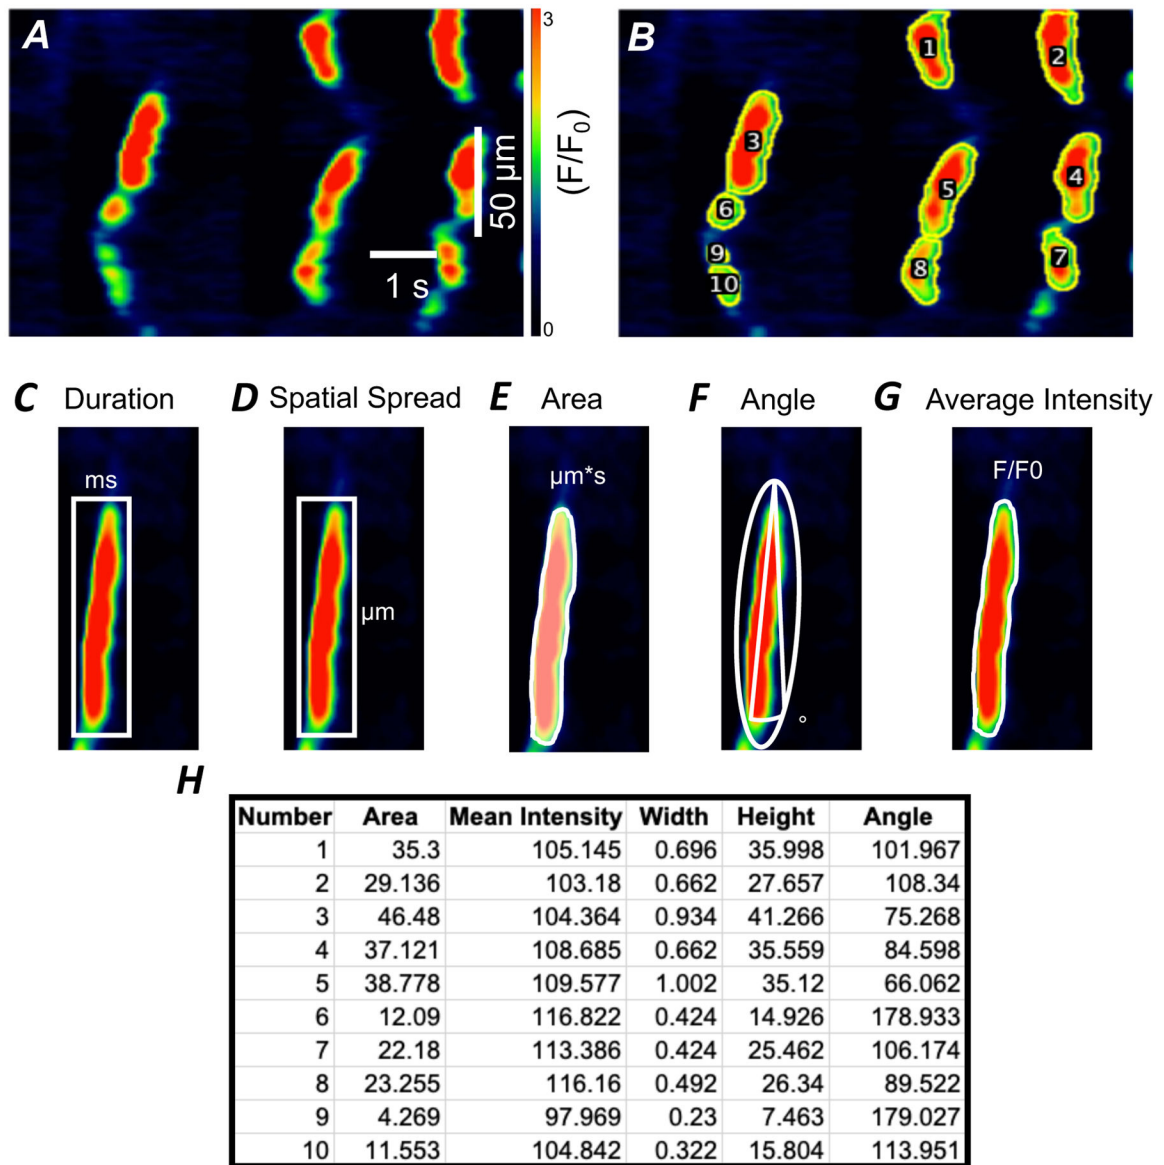 A
3
(F/F0)
0
50 µm
1 s
B
1
2
3
4
5
6
7
8
9
10
C Duration
D Spatial Spread
E Area
F Angle
G Average Intensity
ms
µm
µm*s
°
F/F0
H
Number Area Mean Intensity Width Height Angle
1 35.3 105.145 0.696 35.998 101.967
2 29.136 103.18 0.662 27.657 108.34
3 46.48 104.364 0.934 41.266 75.268
4 37.121 108.685 0.662 35.559 84.598
5 38.778 109.577 1.002 35.12 66.062
6 12.09 116.822 0.424 14.926 178.933
7 22.18 113.386 0.424 25.462 106.174
8 23.255 116.16 0.492 26.34 89.522
9 4.269 97.969 0.23 7.463 179.027
10 11.553 104.842 0.322 15.804 113.951